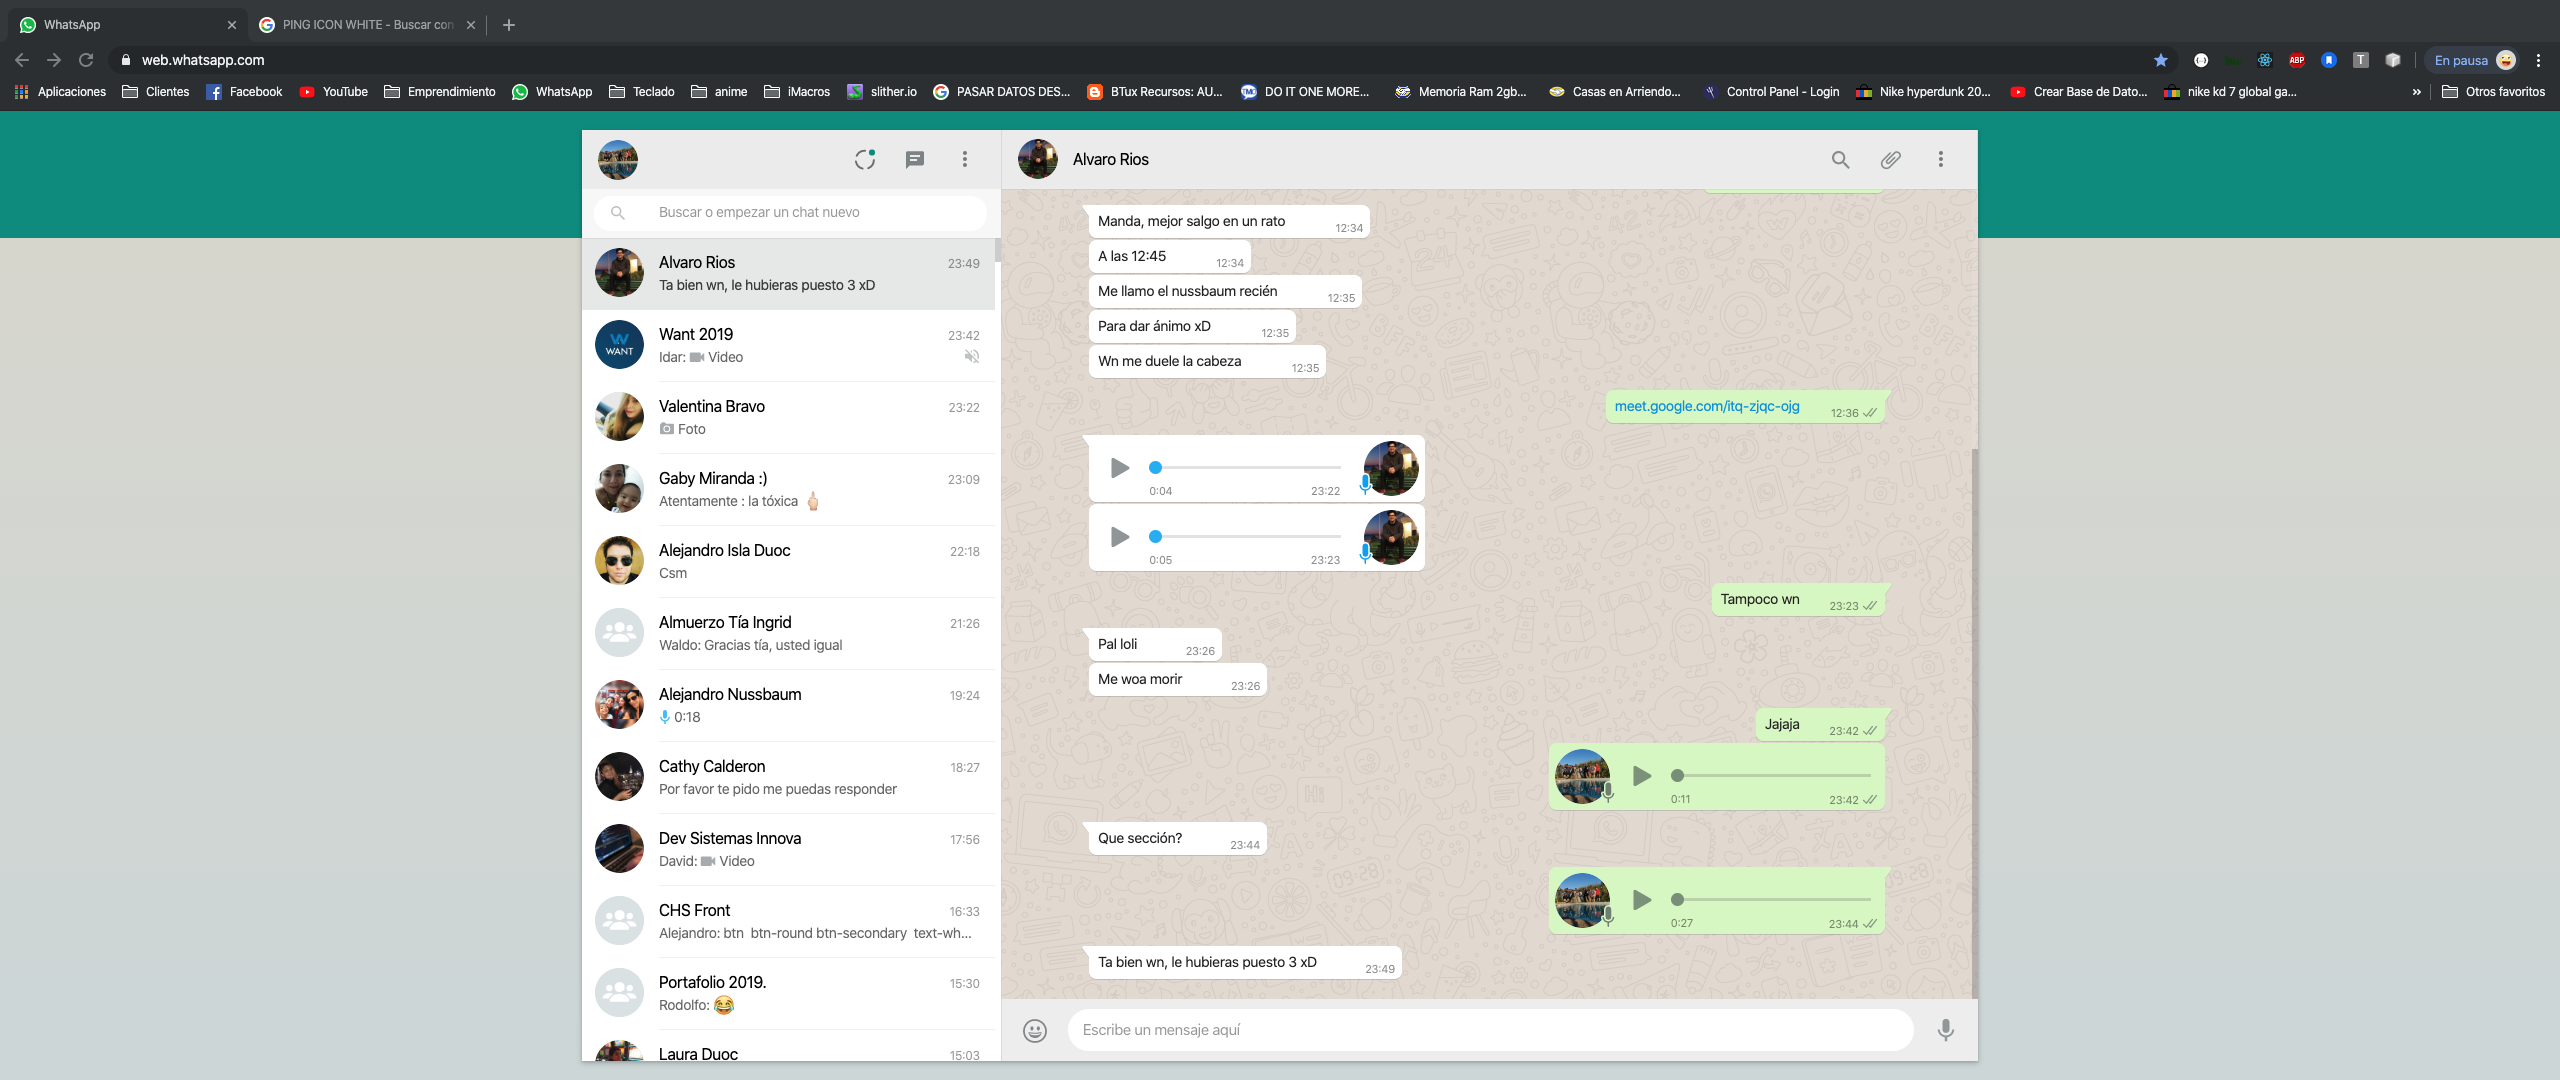 WhatsApp
PING ICON WHITE - Buscar con
web.whatsapp.com
En pausa
Aplicaciones
Clientes
Facebook
YouTube
Emprendimiento
WhatsApp
Teclado
anime
iMacros
slither.io
PASAR DATOS DES...
BTux Recursos: AU...
DO IT ONE MORE...
Memoria Ram 2gb...
Casas en Arriendo...
Control Panel - Login
Nike hyperdunk 20...
Crear Base de Dato...
nike kd 7 global ga...
»
Otros favoritos
Buscar o empezar un chat nuevo
Alvaro Rios 23:49
Ta bien wn, le hubieras puesto 3 xD
WANT
Want 2019 23:42
Idar: Video
Valentina Bravo 23:22
Foto
Gaby Miranda :) 23:09
Atentamente : la tóxica 🖕🏻
Alejandro Isla Duoc 22:18
Csm
Almuerzo Tía Ingrid 21:26
Waldo: Gracias tía, usted igual
Alejandro Nussbaum 19:24
0:18
Cathy Calderon 18:27
Por favor te pido me puedas responder
Dev Sistemas Innova 17:56
David: Video
CHS Front 16:33
Alejandro: btn btn-round btn-secondary text-wh...
Portafolio 2019. 15:30
Rodolfo: 😂
Laura Duoc 15:03
Alvaro Rios
Manda, mejor salgo en un rato 12:34
A las 12:45 12:34
Me llamo el nussbaum recién 12:35
Para dar ánimo xD 12:35
Wn me duele la cabeza 12:35
meet.google.com/itq-zjqc-ojg 12:36
0:04 23:22
0:05 23:23
Tampoco wn 23:23
Pal loli 23:26
Me woa morir 23:26
Jajaja 23:42
0:11 23:42
Que sección? 23:44
0:27 23:44
Ta bien wn, le hubieras puesto 3 xD 23:49
Escribe un mensaje aquí